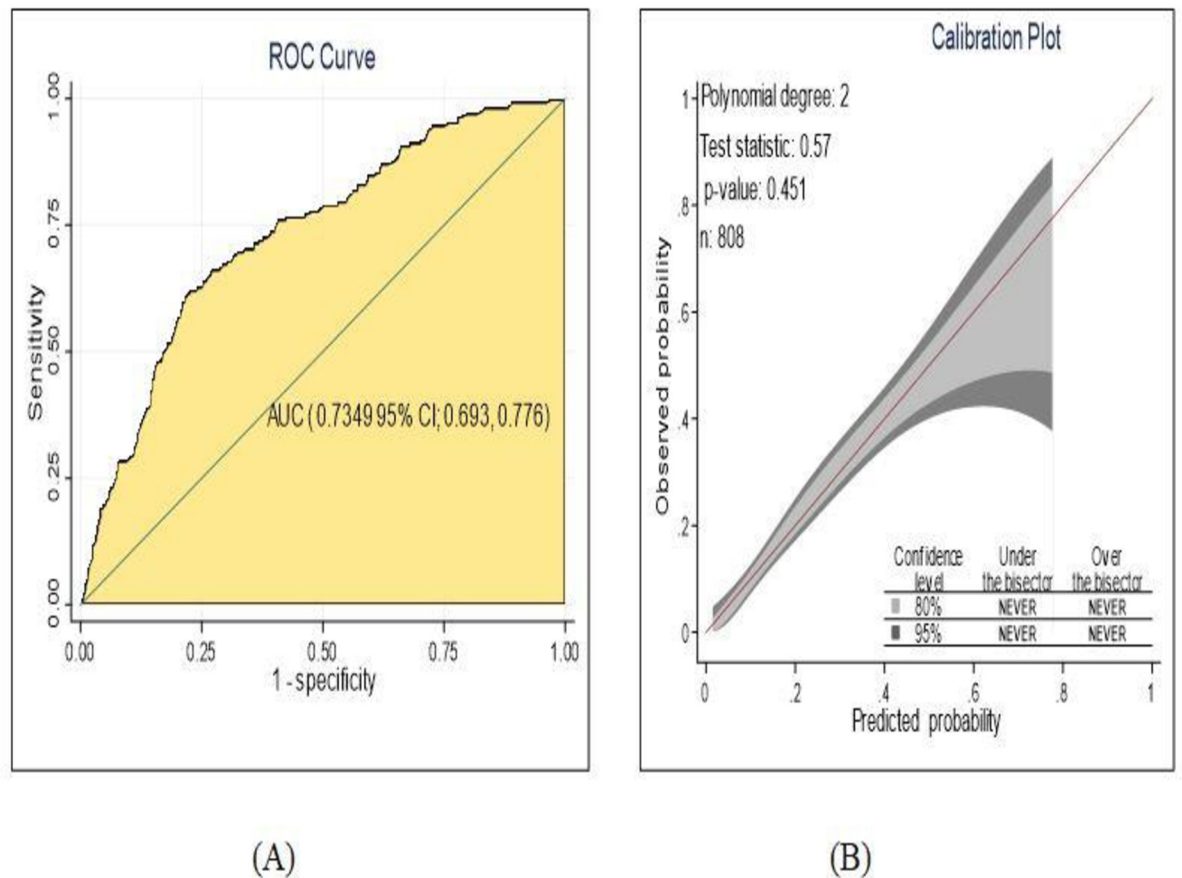 ROC Curve
1.00
0.75
0.50
0.25
0.00
Sensitivity
AUC ( 0.7349 95% CI; 0.693, 0.776)
0.00 0.25 0.50 0.75 1.00
1 - specificity
(A)
Calibration Plot
Polynomial degree: 2
Test statistic: 0.57
p-value: 0.451
n: 808
1
.8
.6
.4
.2
0
Observed probability
Confidence Under Over
level the bisector the bisector
80% NEVER NEVER
95% NEVER NEVER
0 .2 .4 .6 .8 1
Predicted probability
(B)